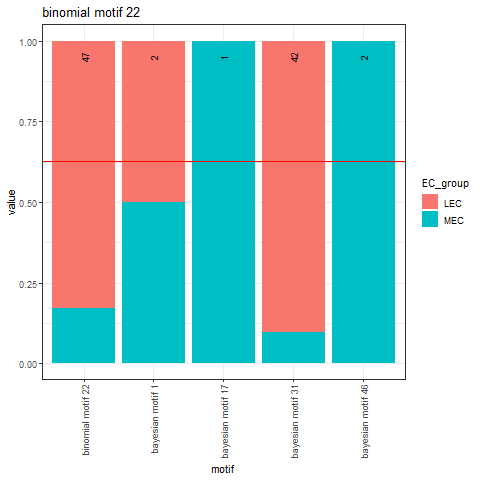 binomial motif 22
1.00
0.75
0.50
0.25
0.00
value
47
2
1
42
2
binomial motif 22
bayesian motif 1
bayesian motif 17
bayesian motif 31
bayesian motif 46
motif
EC_group
LEC
MEC